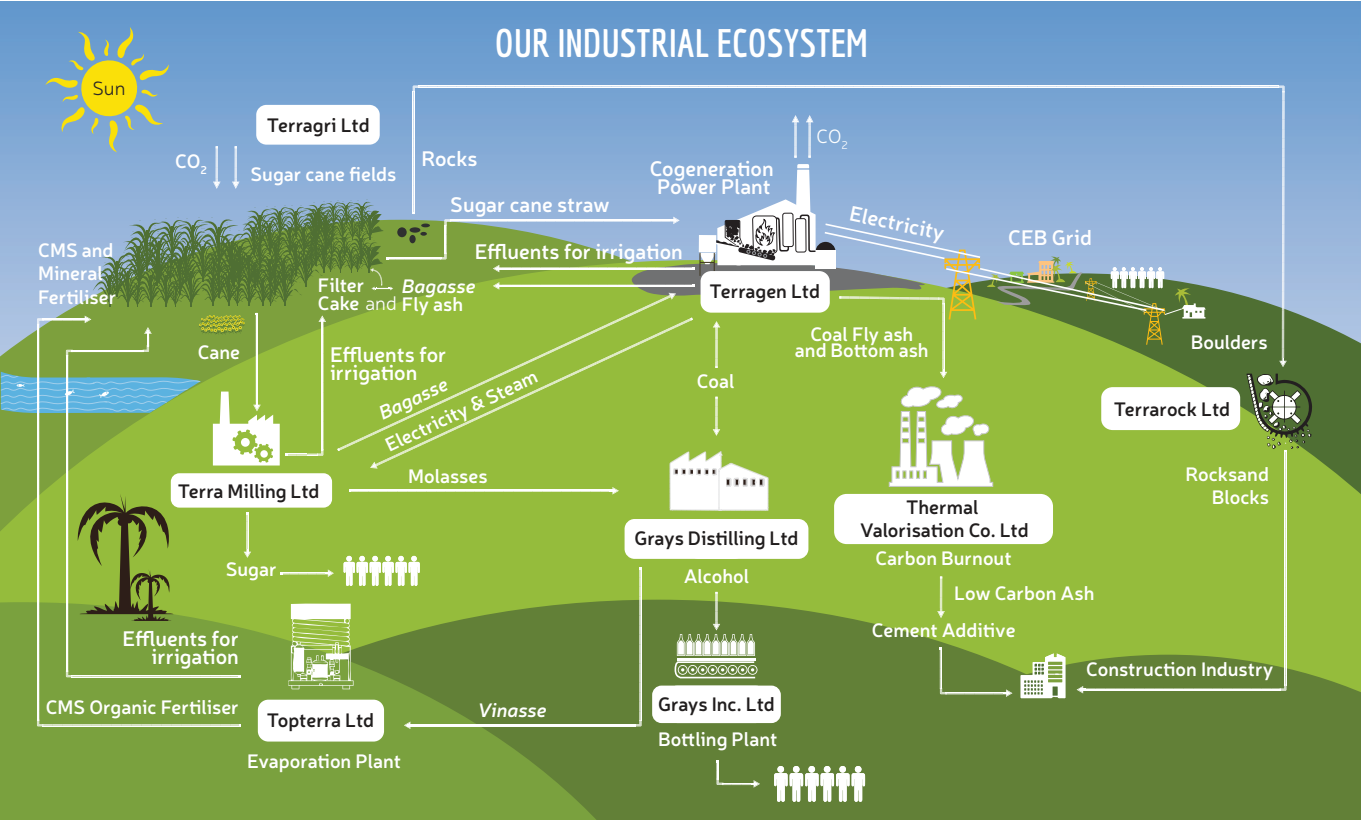 OUR INDUSTRIAL ECOSYSTEM
Sun
Terragri Ltd
CO2
Sugar cane fields
Rocks
CO2
Cogeneration
Power Plant
Sugar cane straw
Electricity
CEB Grid
CMS and
Mineral
Fertiliser
Effluents for irrigation
Filter
Cake and Fly ash
Bagasse
Terragen Ltd
Coal Fly ash
and Bottom ash
Boulders
Cane
Effluents for
irrigation
Bagasse
Electricity & Steam
Coal
Terrarock Ltd
Rocksand
Blocks
Terra Milling Ltd
Molasses
Thermal
Valorisation Co. Ltd
Carbon Burnout
Grays Distilling Ltd
Alcohol
Sugar
Low Carbon Ash
Cement Additive
Effluents for
irrigation
Construction Industry
CMS Organic Fertiliser
Topterra Ltd
Evaporation Plant
Vinasse
Grays Inc. Ltd
Bottling Plant